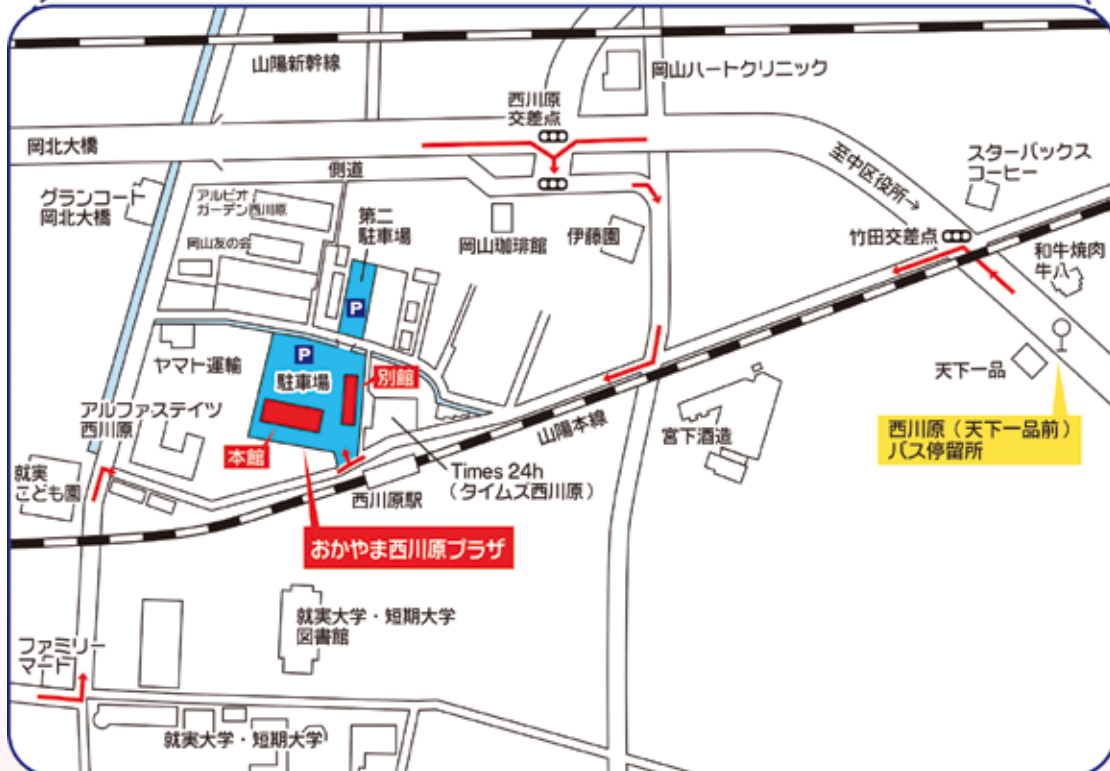 山陽新幹線
岡山ハートクリニック
西川原
交差点
岡北大橋
側道
至中区役所→
スターバックス
コーヒー
グランコート
岡北大橋
アルビオ
ガーデン西川原
第二
駐車場
岡山友の会
岡山珈琲館
伊藤園
竹田交差点
和牛焼肉
牛八
P
ヤマト運輸
P
駐車場
別館
天下一品
アルファステイツ
西川原
本館
山陽本線
宮下酒造
西川原（天下一品前）
バス停留所
就実
こども園
Times 24h
（タイムズ西川原）
西川原駅
おかやま西川原プラザ
就実大学・短期大学
図書館
ファミリー
マート
就実大学・短期大学